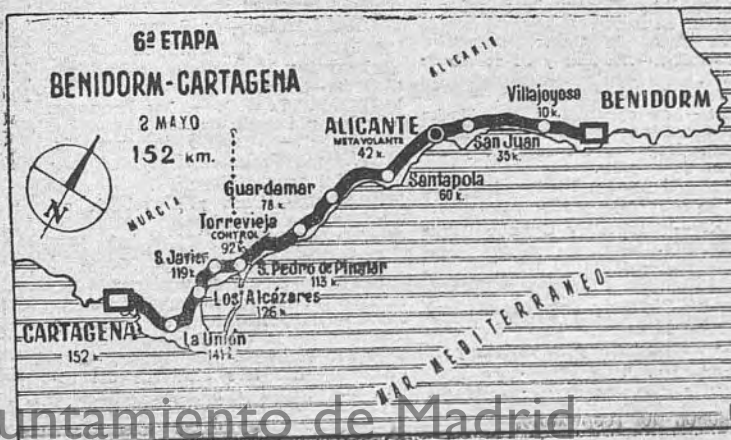 6ª ETAPA
BENIDORM-CARTAGENA
2 MAYO
152 km.
ALICANTE
Villajoyosa
10 k.
BENIDORM
ALICANTE
METAVOLANTE
42 k.
San Juan
35 k.
Santapola
60 k.
Guardamar
78 k.
N
MURCIA
Torrevieja
CONTROL
92 k.
S. Javier
119 k.
S. Pedro de Pinatar
113 k.
Los Alcázares
126 k.
CARTAGENA
152 k.
La Unión
141 k.
MAR MEDITERRANEO
untamiento de Madrid